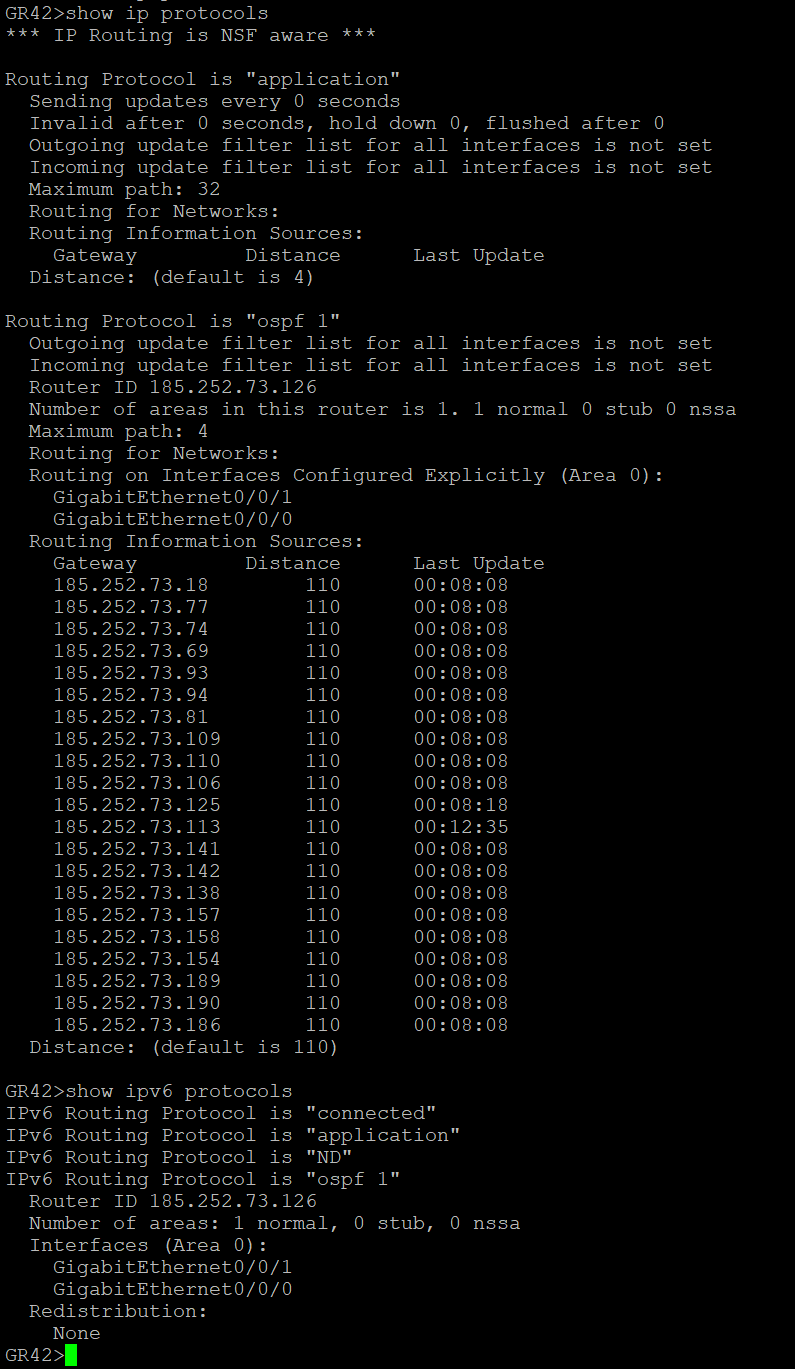 GR42>show ip protocols
*** IP Routing is NSF aware ***

Routing Protocol is "application"
  Sending updates every 0 seconds
  Invalid after 0 seconds, hold down 0, flushed after 0
  Outgoing update filter list for all interfaces is not set
  Incoming update filter list for all interfaces is not set
  Maximum path: 32
  Routing for Networks:
  Routing Information Sources:
    Gateway         Distance      Last Update
  Distance: (default is 4)

Routing Protocol is "ospf 1"
  Outgoing update filter list for all interfaces is not set
  Incoming update filter list for all interfaces is not set
  Router ID 185.252.73.126
  Number of areas in this router is 1. 1 normal 0 stub 0 nssa
  Maximum path: 4
  Routing for Networks:
  Routing on Interfaces Configured Explicitly (Area 0):
    GigabitEthernet0/0/1
    GigabitEthernet0/0/0
  Routing Information Sources:
    Gateway         Distance      Last Update
    185.252.73.18        110      00:08:08
    185.252.73.77        110      00:08:08
    185.252.73.74        110      00:08:08
    185.252.73.69        110      00:08:08
    185.252.73.93        110      00:08:08
    185.252.73.94        110      00:08:08
    185.252.73.81        110      00:08:08
    185.252.73.109       110      00:08:08
    185.252.73.110       110      00:08:08
    185.252.73.106       110      00:08:08
    185.252.73.125       110      00:08:18
    185.252.73.113       110      00:12:35
    185.252.73.141       110      00:08:08
    185.252.73.142       110      00:08:08
    185.252.73.138       110      00:08:08
    185.252.73.157       110      00:08:08
    185.252.73.158       110      00:08:08
    185.252.73.154       110      00:08:08
    185.252.73.189       110      00:08:08
    185.252.73.190       110      00:08:08
    185.252.73.186       110      00:08:08
  Distance: (default is 110)

GR42>show ipv6 protocols
IPv6 Routing Protocol is "connected"
IPv6 Routing Protocol is "application"
IPv6 Routing Protocol is "ND"
IPv6 Routing Protocol is "ospf 1"
  Router ID 185.252.73.126
  Number of areas: 1 normal, 0 stub, 0 nssa
  Interfaces (Area 0):
    GigabitEthernet0/0/1
    GigabitEthernet0/0/0
  Redistribution:
    None
GR42>